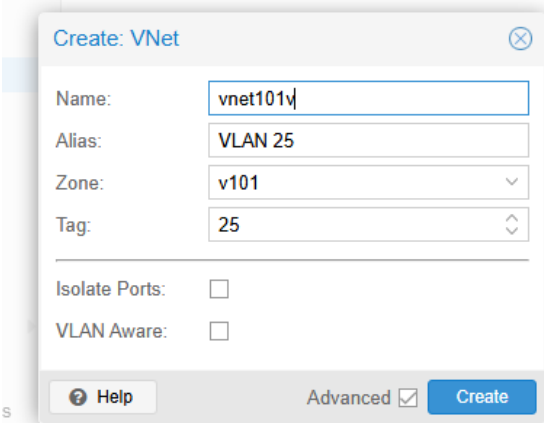 Create: VNet
Name: vnet101v
Alias: VLAN 25
Zone: v101
Tag: 25
Isolate Ports:
VLAN Aware:
s
Help Advanced Create